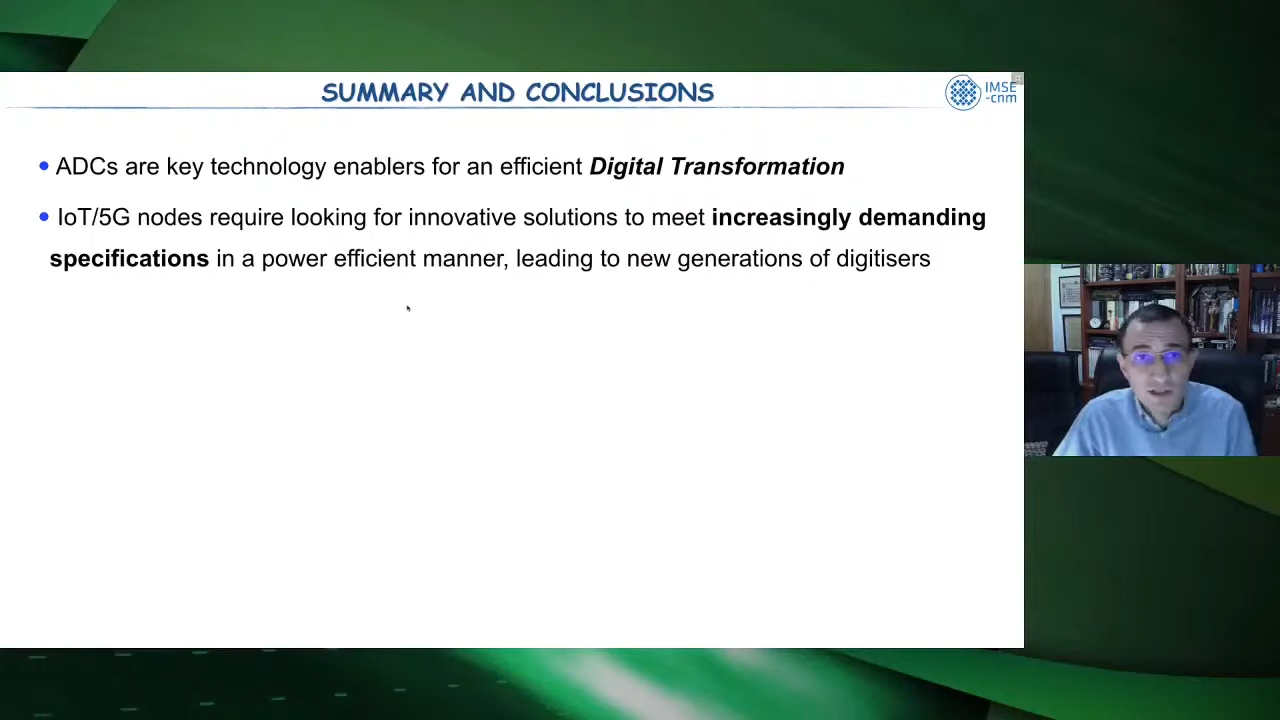 SUMMARY AND CONCLUSIONS
IMSE
-cnm
• ADCs are key technology enablers for an efficient Digital Transformation
• IoT/5G nodes require looking for innovative solutions to meet increasingly demanding
specifications in a power efficient manner, leading to new generations of digitisers